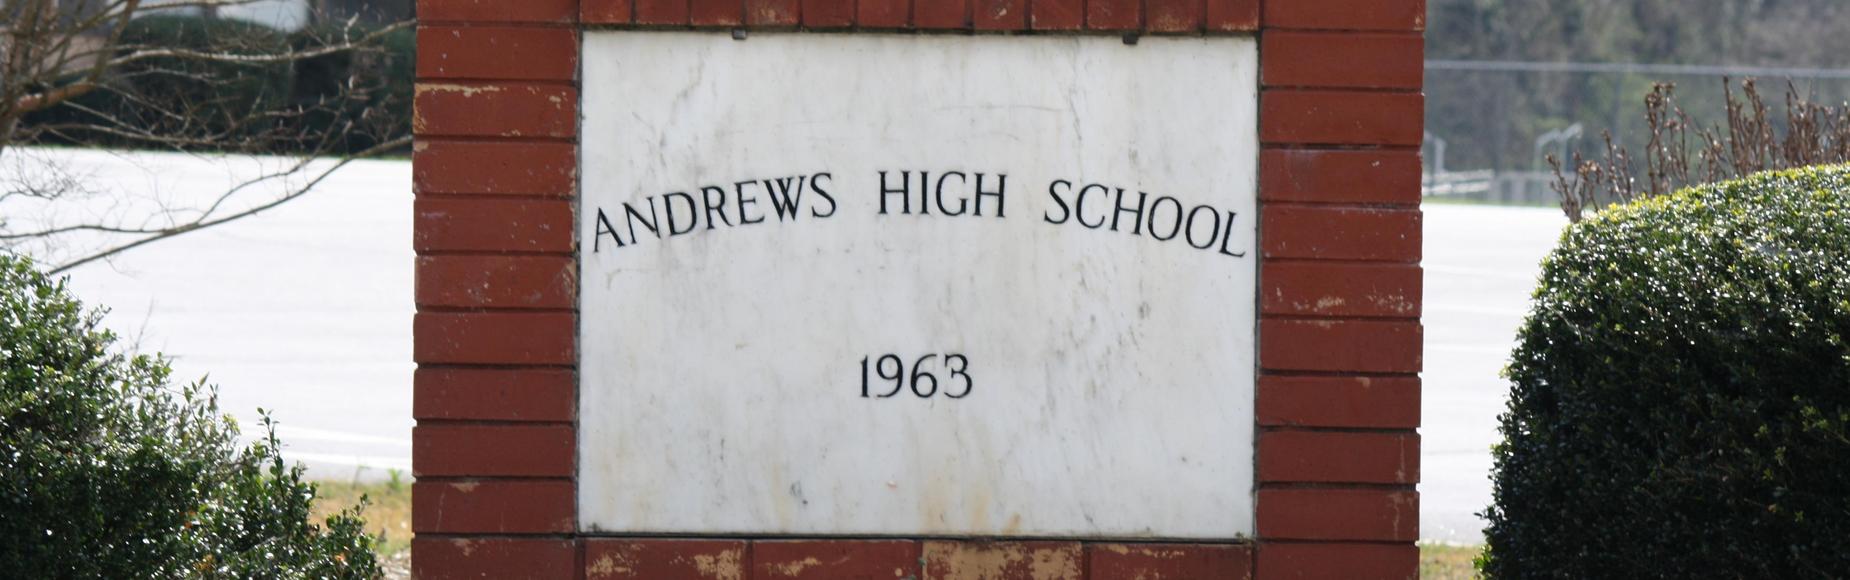 ANDREWS HIGH SCHOOL
1963